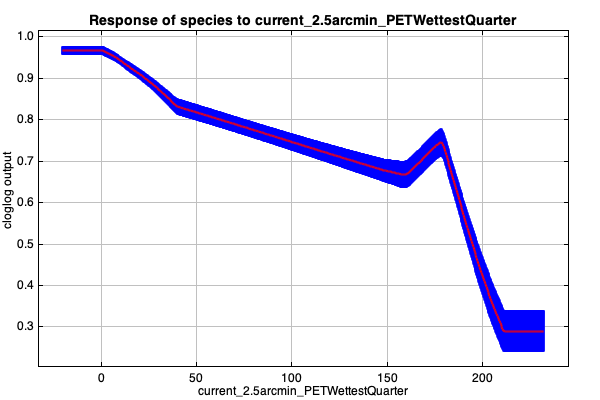 Response of species to current_2.5arcmin_PETWettestQuarter
1.0
0.9
0.8
0.7
0.6
0.5
0.4
0.3
cloglog output
0 50 100 150 200
current_2.5arcmin_PETWettestQuarter